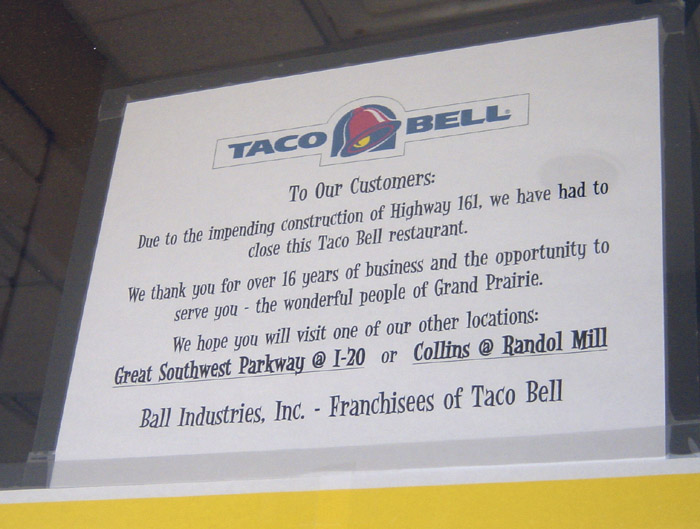 TACO BELL®
To Our Customers:
Due to the impending construction of Highway 161, we have had to
close this Taco Bell restaurant.
We thank you for over 16 years of business and the opportunity to
serve you - the wonderful people of Grand Prairie.
We hope you will visit one of our other locations:
Great Southwest Parkway @ I-20 or Collins @ Randol Mill
Ball Industries, Inc. - Franchisees of Taco Bell